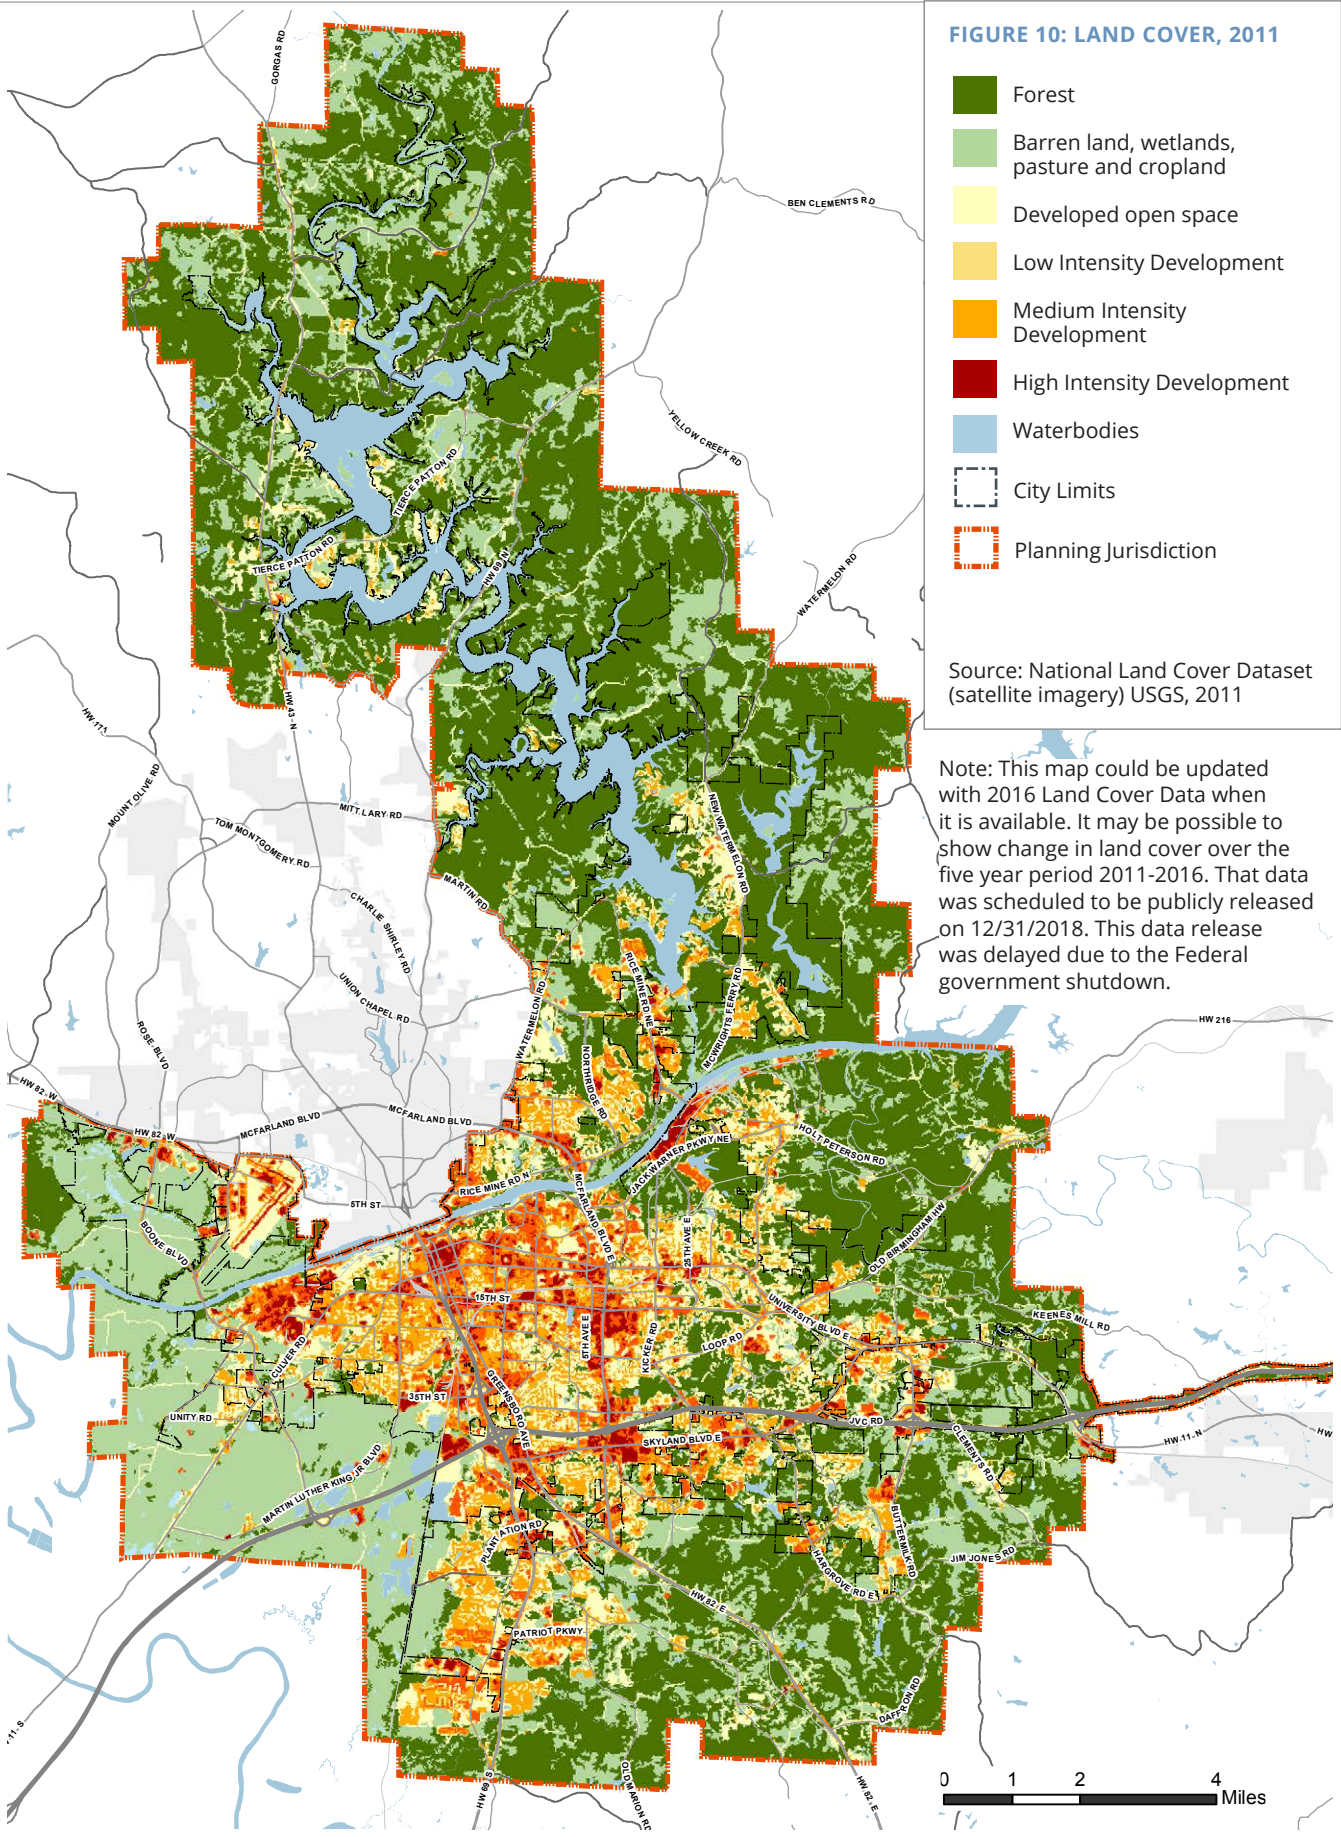 FIGURE 10: LAND COVER, 2011
Forest
Barren land, wetlands,
pasture and cropland
Developed open space
Low Intensity Development
Medium Intensity
Development
High Intensity Development
Waterbodies
City Limits
Planning Jurisdiction
Source: National Land Cover Dataset
(satellite imagery) USGS, 2011
Note: This map could be updated
with 2016 Land Cover Data when
it is available. It may be possible to
show change in land cover over the
five year period 2011-2016. That data
was scheduled to be publicly released
on 12/31/2018. This data release
was delayed due to the Federal
government shutdown.
GORGAS RD
BEN CLEMENTS RD
YELLOW CREEK RD
TIERCE PATTON RD
TIERCE PATTON RD
HW 69 N
WATERMELON RD
HW 43 N
HW 171
MOUNT OLIVE RD
MITT LARY RD
TOM MONTGOMERY RD
NEW WATERMELON RD
MARTIN RD
CHARLIE SHIRLEY RD
RICE MINE RD NE
UNION CHAPEL RD
WATERMELON RD
MCWRIGHTS FERRY RD
HW 216
ROSE BLVD
NORTHRIDGE RD
HW 82 W
HW 82 W
MCFARLAND BLVD
MCFARLAND BLVD
HOLT PETERSON RD
JACK WARNER PKWY NE
RICE MINE RD N
5TH ST
MCFARLAND BLVD E
BOONE BLVD
25TH AVE E
OLD BIRMINGHAM HW
15TH ST
UNIVERSITY BLVD E
KEENES MILL RD
5TH AVE E
KICKER RD
LOOP RD
CULVER RD
35TH ST
GREENSBORO AVE
UNITY RD
JVC RD
SKYLAND BLVD E
CLEMENTS RD
HW 11 N
HW
MARTIN LUTHER KING JR BLVD
PLANTATION RD
BUTTERMILK RD
HARGROVE RD E
JIM JONES RD
HW 82 E
PATRIOT PKWY
DAFFRON RD
11 S
HW 69 S
OLD MARION RD
HW 82 E
0 1 2 4
Miles